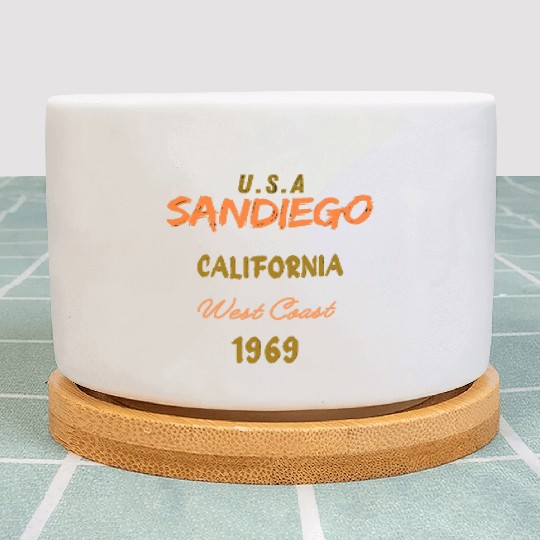 U.S.A
SANDIEGO
CALIFORNIA
West Coast
1969